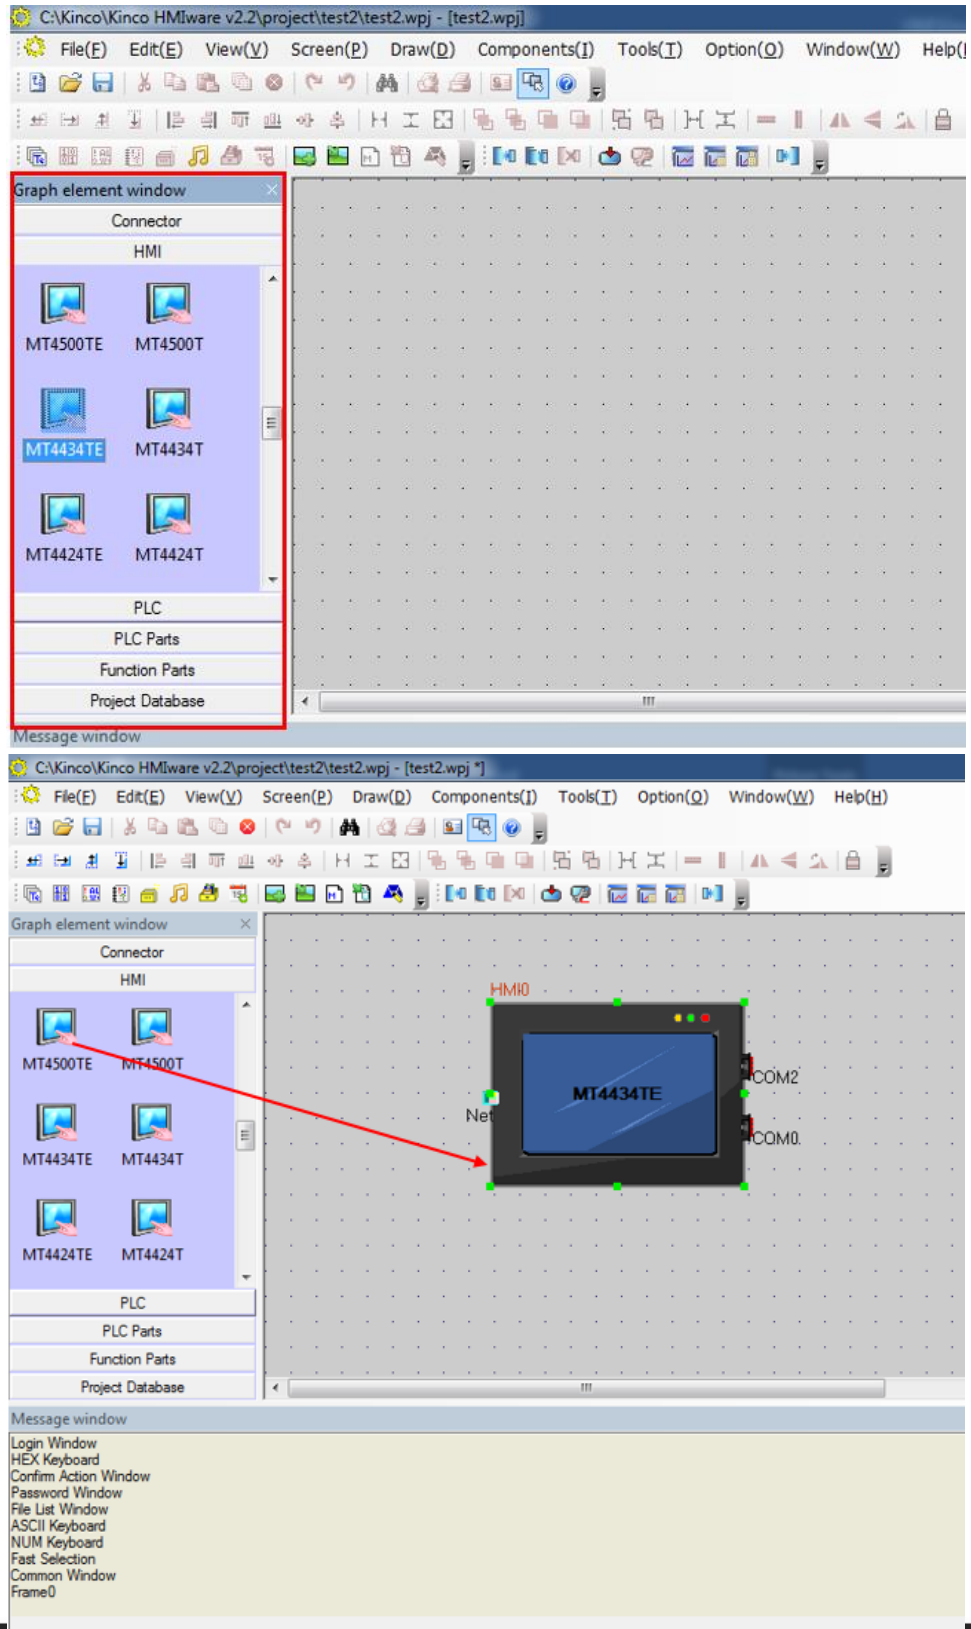 C:\Kinco\Kinco HMIware v2.2\project\test2\test2.wpj - [test2.wpj]
File(F) Edit(E) View(V) Screen(P) Draw(D) Components(I) Tools(T) Option(O) Window(W) Help(
Graph element window
Connector
HMI
MT4500TE MT4500T
MT4434TE MT4434T
MT4424TE MT4424T
PLC
PLC Parts
Function Parts
Project Database
Message window
C:\Kinco\Kinco HMIware v2.2\project\test2\test2.wpj - [test2.wpj *]
File(F) Edit(E) View(V) Screen(P) Draw(D) Components(I) Tools(T) Option(O) Window(W) Help(H)
Graph element window
Connector
HMI
MT4500TE MT4500T
MT4434TE MT4434T
MT4424TE MT4424T
PLC
PLC Parts
Function Parts
Project Database
HMI0
MT4434TE
COM2
Net
COM0
Message window
Login Window
HEX Keyboard
Confirm Action Window
Password Window
File List Window
ASCII Keyboard
NUM Keyboard
Fast Selection
Common Window
Frame0